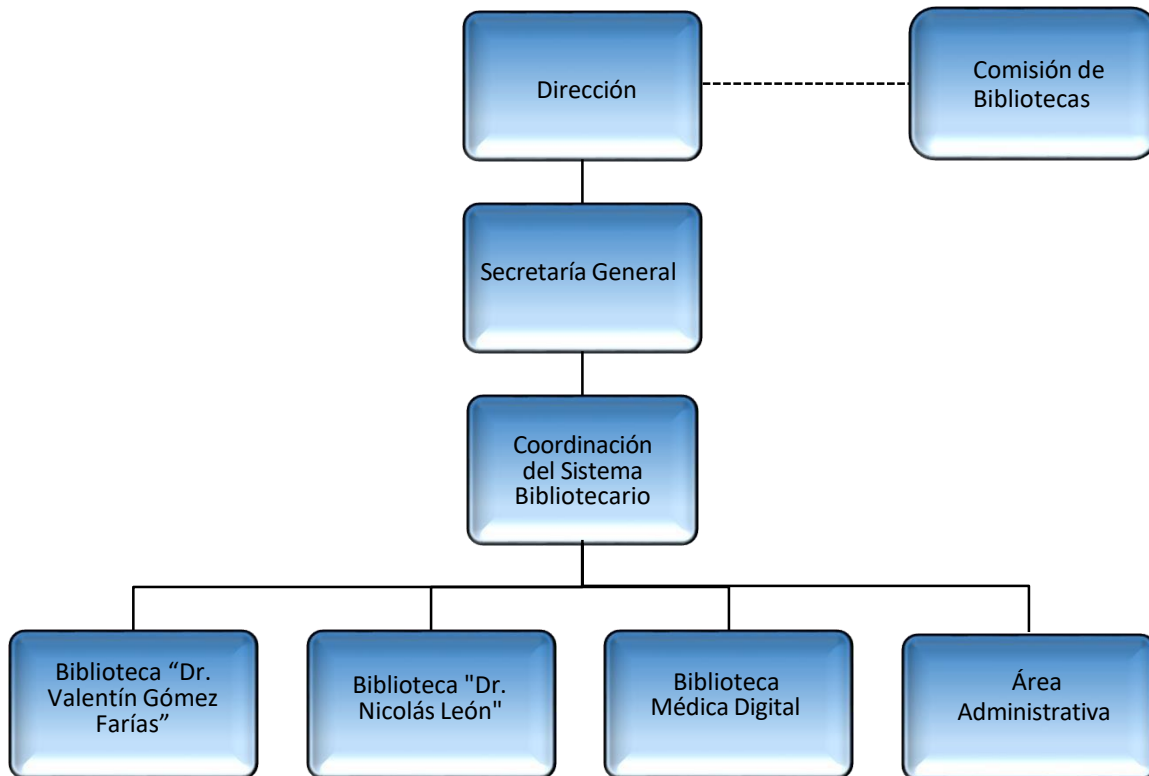 Dirección
Comisión de
Bibliotecas
Secretaría General
Coordinación
del Sistema
Bibliotecario
Biblioteca “Dr.
Valentín Gómez
Farías”
Biblioteca "Dr.
Nicolás León"
Biblioteca
Médica Digital
Área
Administrativa